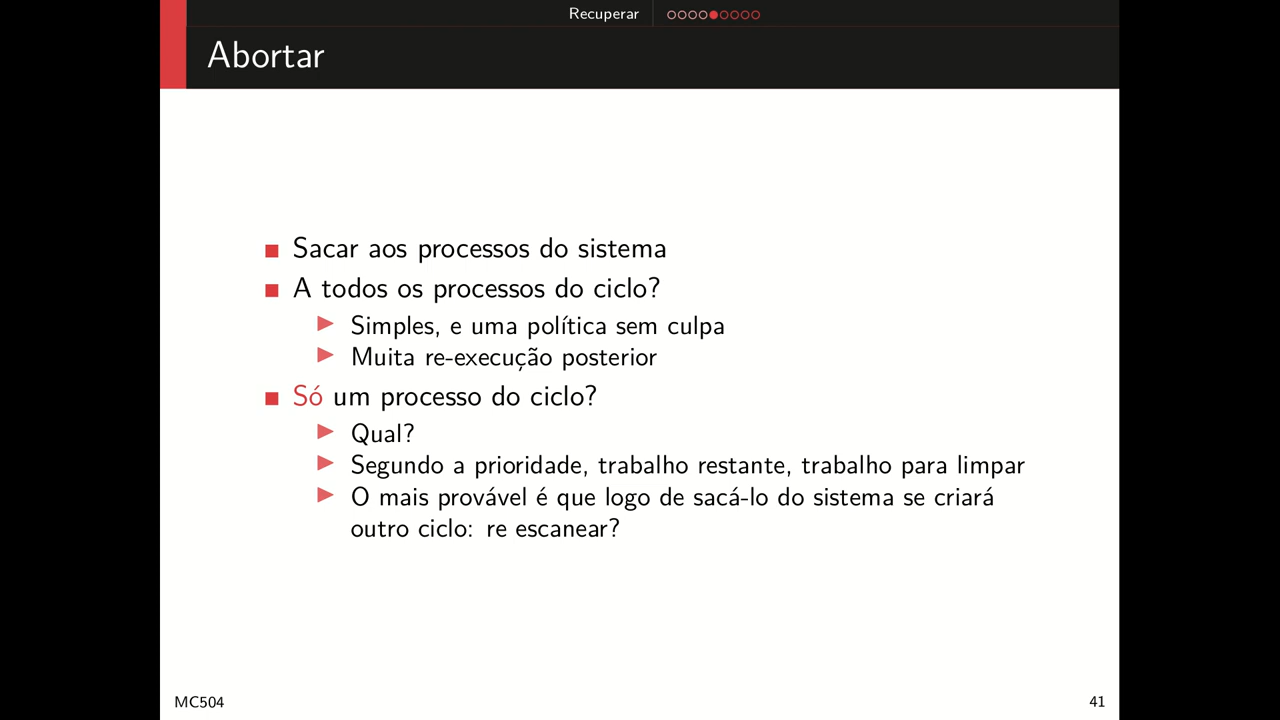 Recuperar
Abortar
Sacar aos processos do sistema
A todos os processos do ciclo?
Simples, e uma política sem culpa
Muita re-execução posterior
Só um processo do ciclo?
Qual?
Segundo a prioridade, trabalho restante, trabalho para limpar
O mais provável é que logo de sacá-lo do sistema se criará
outro ciclo: re escanear?
MC504
41